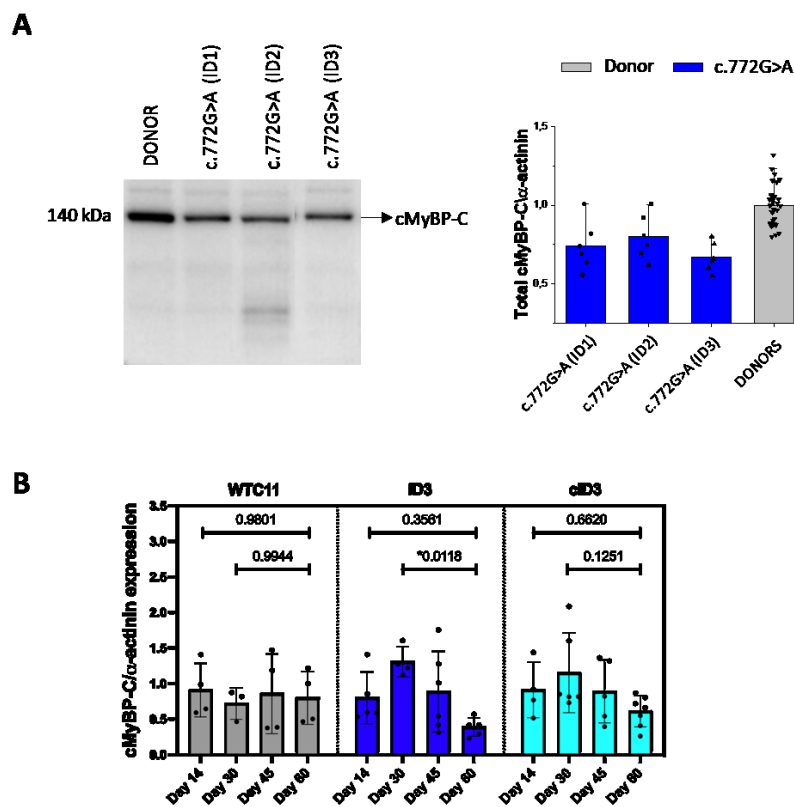 A
DONOR
c.772G>A (ID1)
c.772G>A (ID2)
c.772G>A (ID3)
140 kDa
cMyBP-C
Donor
c.772G>A
Total cMyBP-C\α-actinin
1,5
1,0
0,5
c.772G>A (ID1)
c.772G>A (ID2)
c.772G>A (ID3)
DONORS
B
WTC11
ID3
cID3
cMyBP-C/α-actinin expression
3.5
3.0
2.5
2.0
1.5
1.0
0.5
0.0
0.9801
0.9944
0.3561
*0.0118
0.6620
0.1251
Day 14
Day 30
Day 45
Day 60
Day 14
Day 30
Day 45
Day 60
Day 14
Day 30
Day 45
Day 60